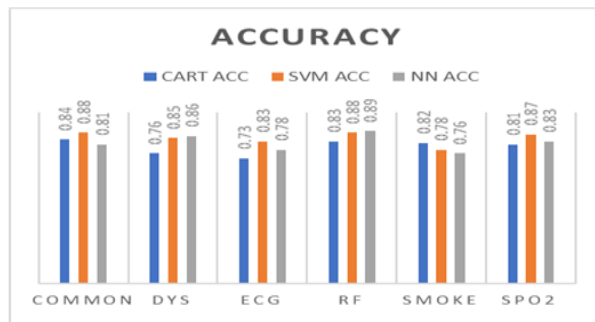 ACCURACY
CART ACC SVM ACC NN ACC
0.84 0.88 0.81 0.76 0.85 0.86 0.73 0.83 0.78 0.83 0.88 0.89 0.82 0.78 0.76 0.81 0.87 0.83
COMMON DYS ECG RF SMOKE SPO2